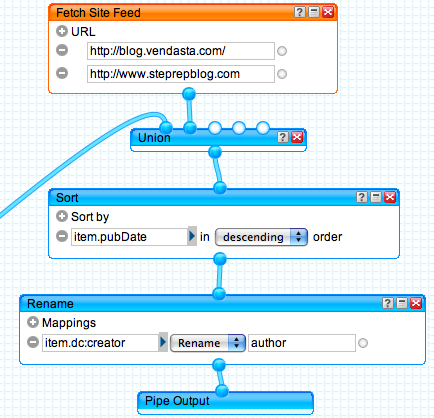 Fetch Site Feed
URL
http://blog.vendasta.com/
http://www.steprepblog.com
Union
Sort
Sort by
item.pubDate in descending order
Rename
Mappings
item.dc:creator Rename author
Pipe Output